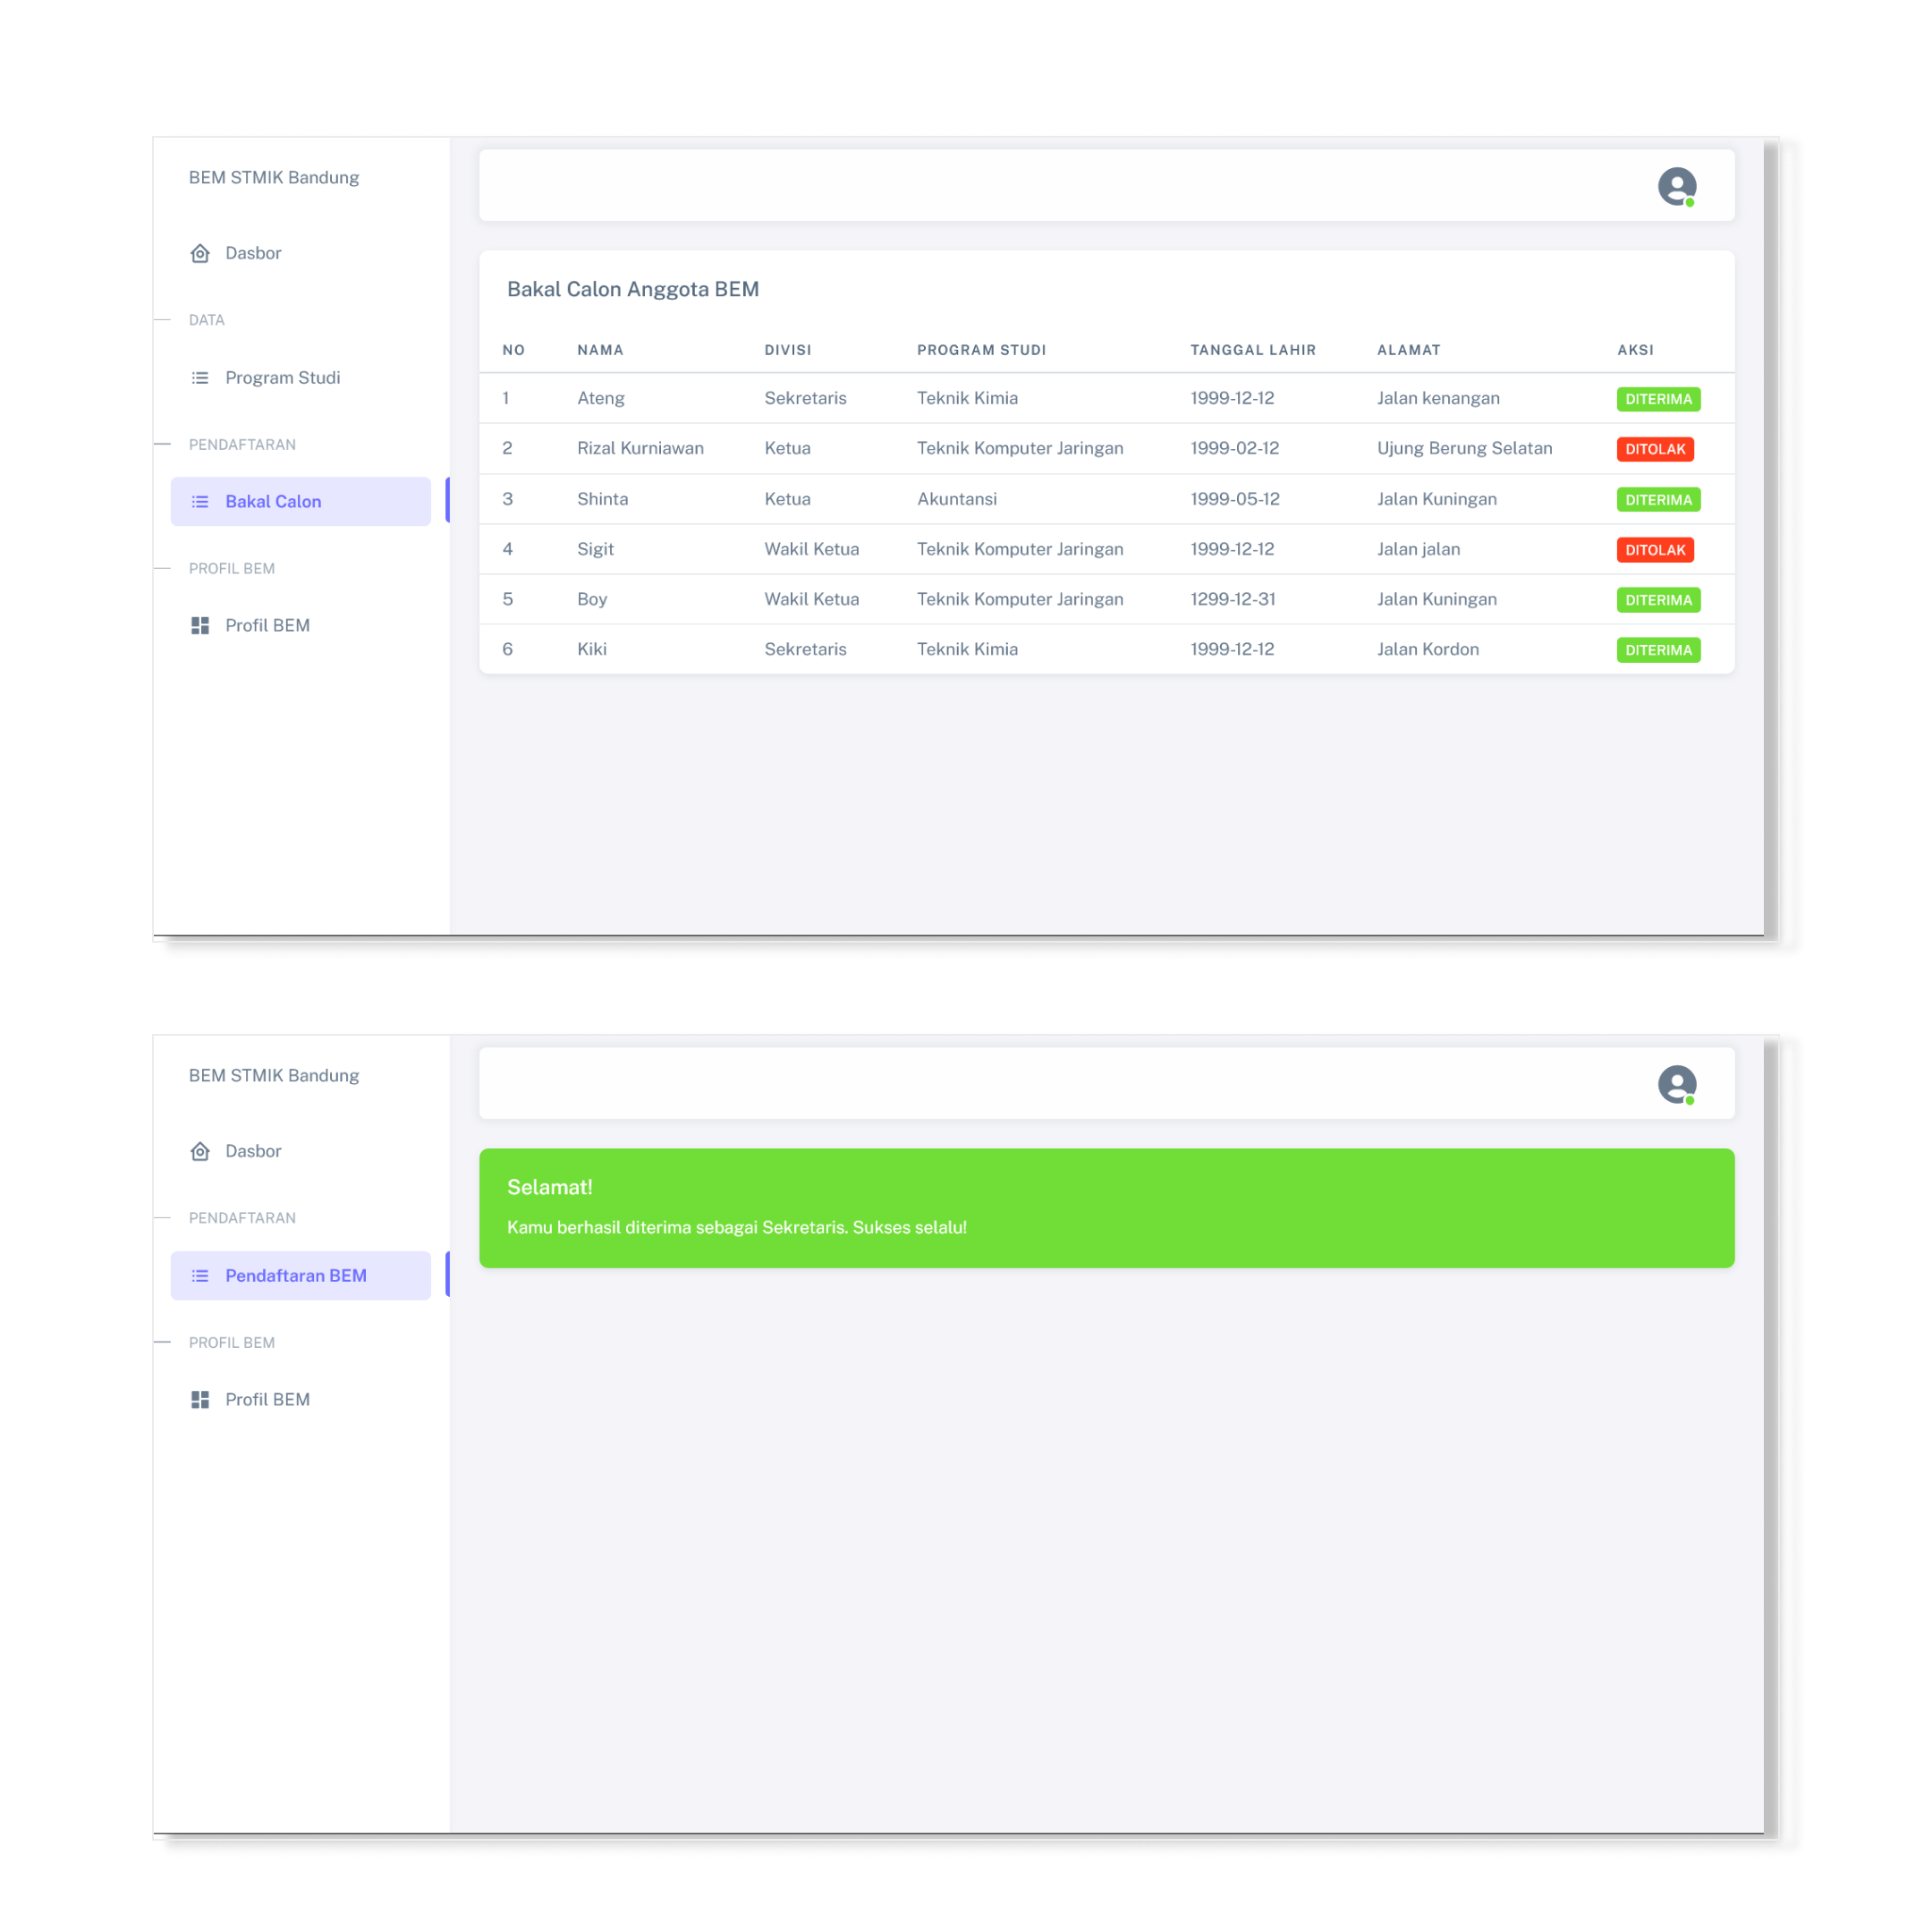 BEM STMIK Bandung
Dasbor
DATA
Program Studi
PENDAFTARAN
Bakal Calon
PROFIL BEM
Profil BEM
Bakal Calon Anggota BEM
NO NAMA DIVISI PROGRAM STUDI TANGGAL LAHIR ALAMAT AKSI
1 Ateng Sekretaris Teknik Kimia 1999-12-12 Jalan kenangan DITERIMA
2 Rizal Kurniawan Ketua Teknik Komputer Jaringan 1999-02-12 Ujung Berung Selatan DITOLAK
3 Shinta Ketua Akuntansi 1999-05-12 Jalan Kuningan DITERIMA
4 Sigit Wakil Ketua Teknik Komputer Jaringan 1999-12-12 Jalan jalan DITOLAK
5 Boy Wakil Ketua Teknik Komputer Jaringan 1299-12-31 Jalan Kuningan DITERIMA
6 Kiki Sekretaris Teknik Kimia 1999-12-12 Jalan Kordon DITERIMA
BEM STMIK Bandung
Dasbor
PENDAFTARAN
Pendaftaran BEM
PROFIL BEM
Profil BEM
Selamat!
Kamu berhasil diterima sebagai Sekretaris. Sukses selalu!